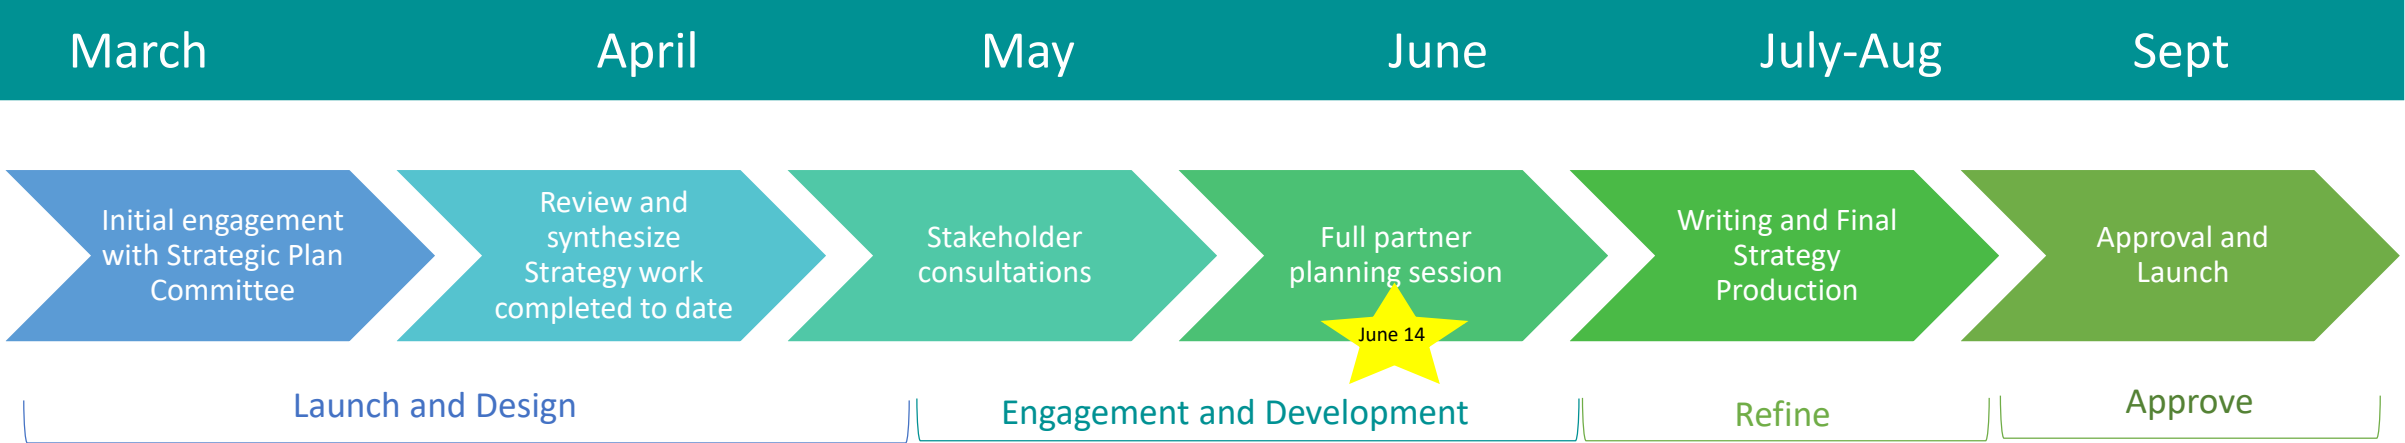 March
April
May
June
July-Aug
Sept
Initial engagement
with Strategic Plan
Committee
Review and
synthesize
Strategy work
completed to date
Stakeholder
consultations
Full partner
planning session
June 14
Writing and Final
Strategy
Production
Approval and
Launch
Launch and Design
Engagement and Development
Refine
Approve